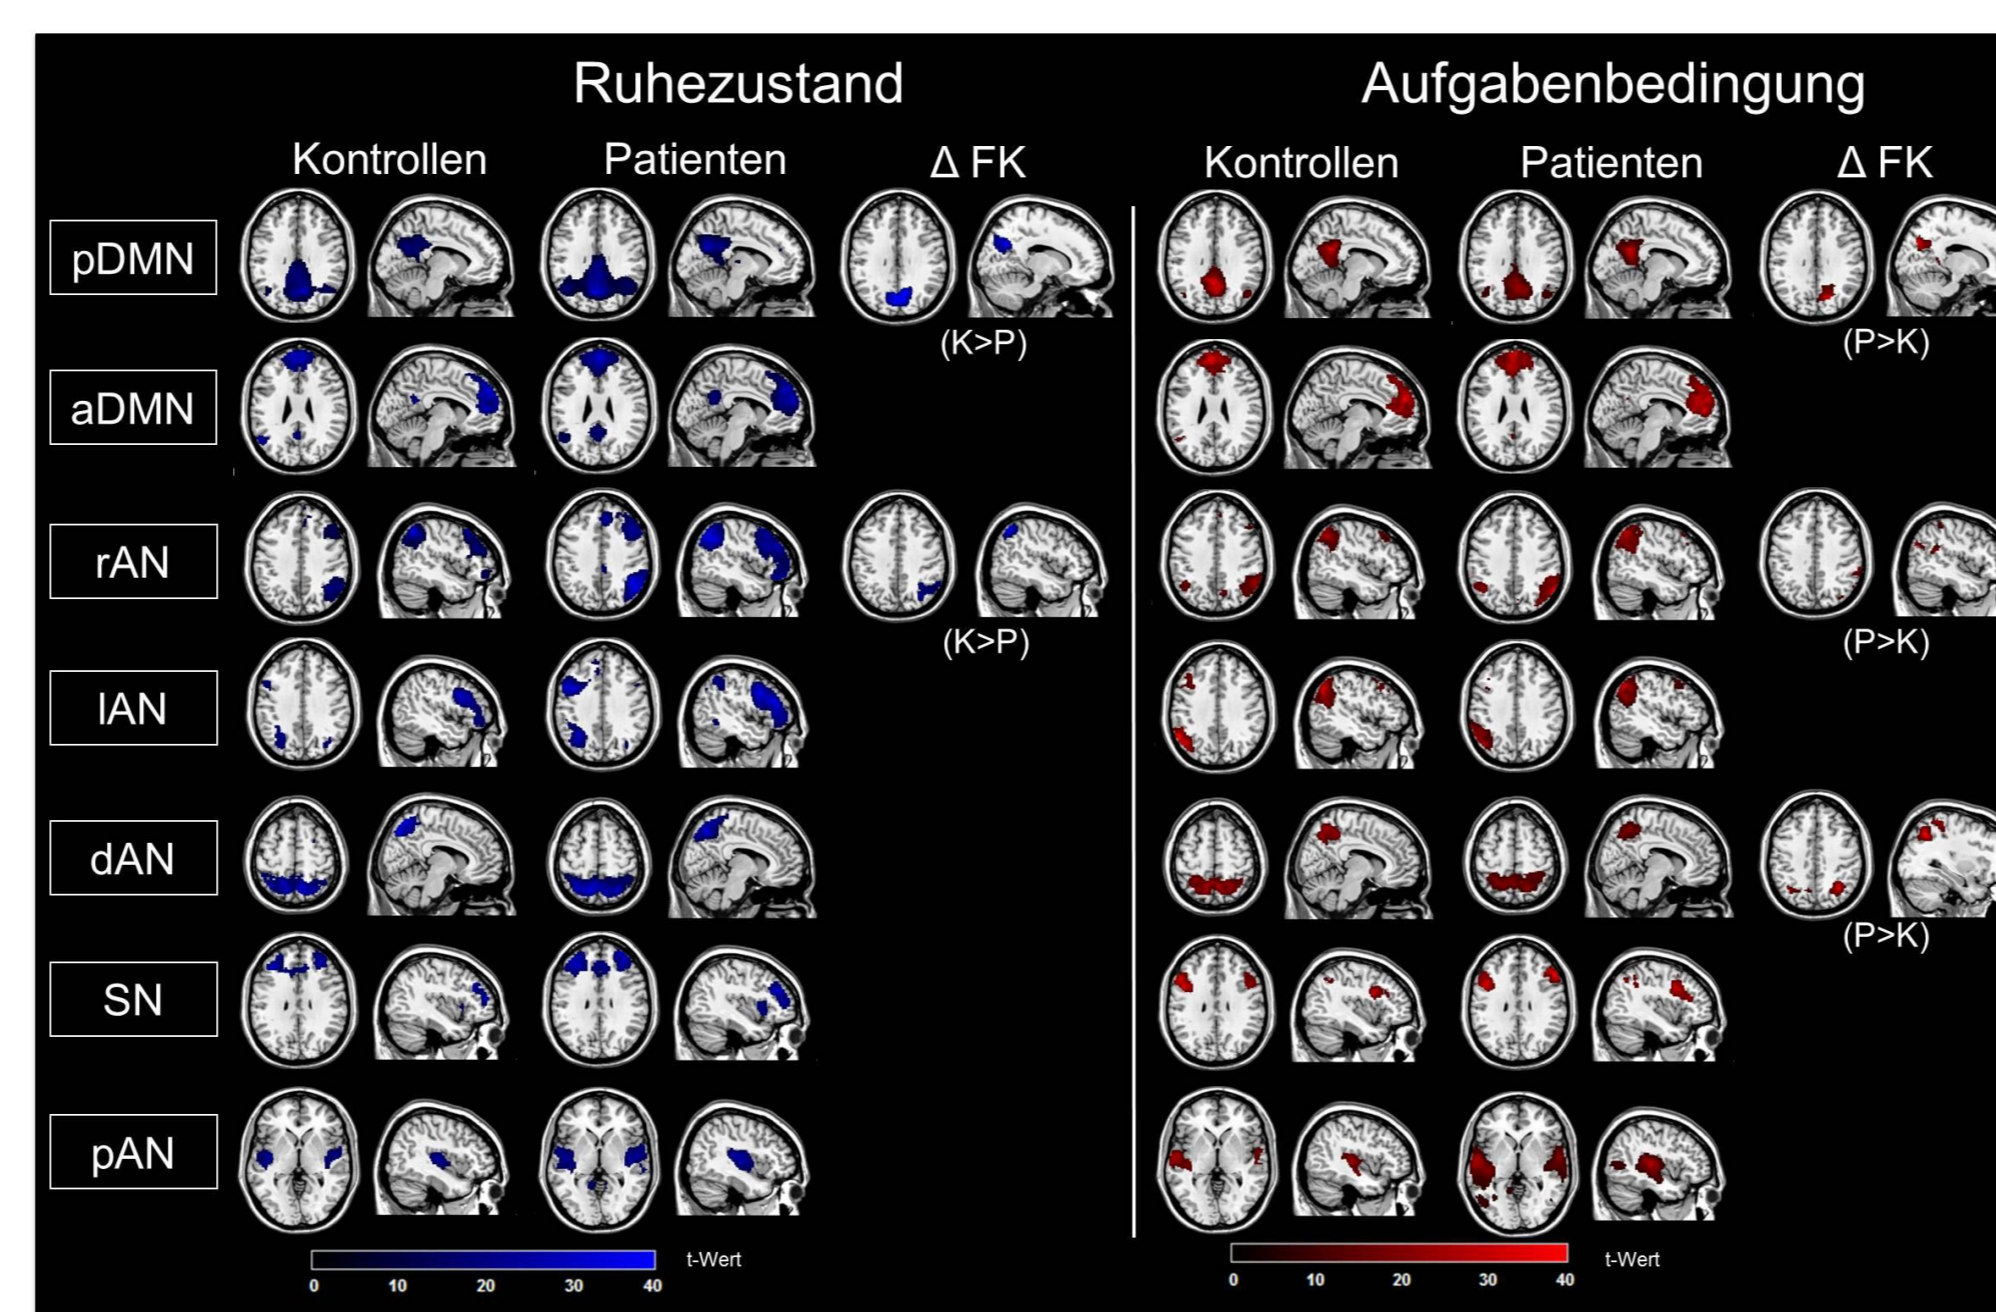 Ruhezustand Aufgabenbedingung
Kontrollen Patienten Δ FK Kontrollen Patienten Δ FK
pDMN
(K>P) (P>K)
aDMN
rAN
(K>P) (P>K)
lAN
dAN
(P>K)
SN
pAN
t-Wert t-Wert
0 10 20 30 40 0 10 20 30 40